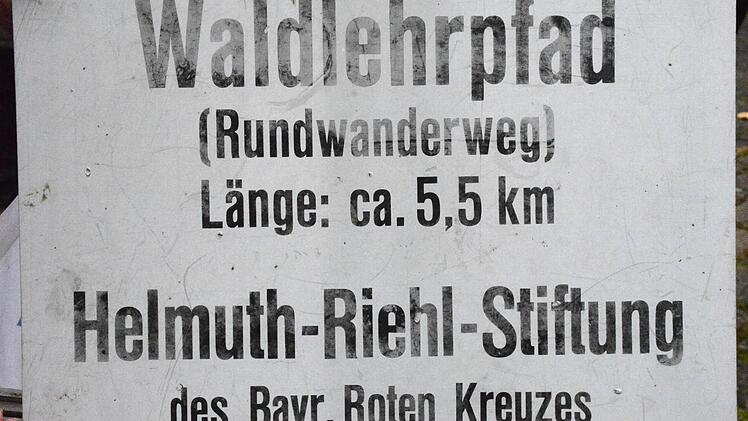 Waldlehrpfad
(Rundwanderweg)
Länge: ca. 5,5 km
Helmuth-Riehl-Stiftung
des Bayr. Roten Kreuzes